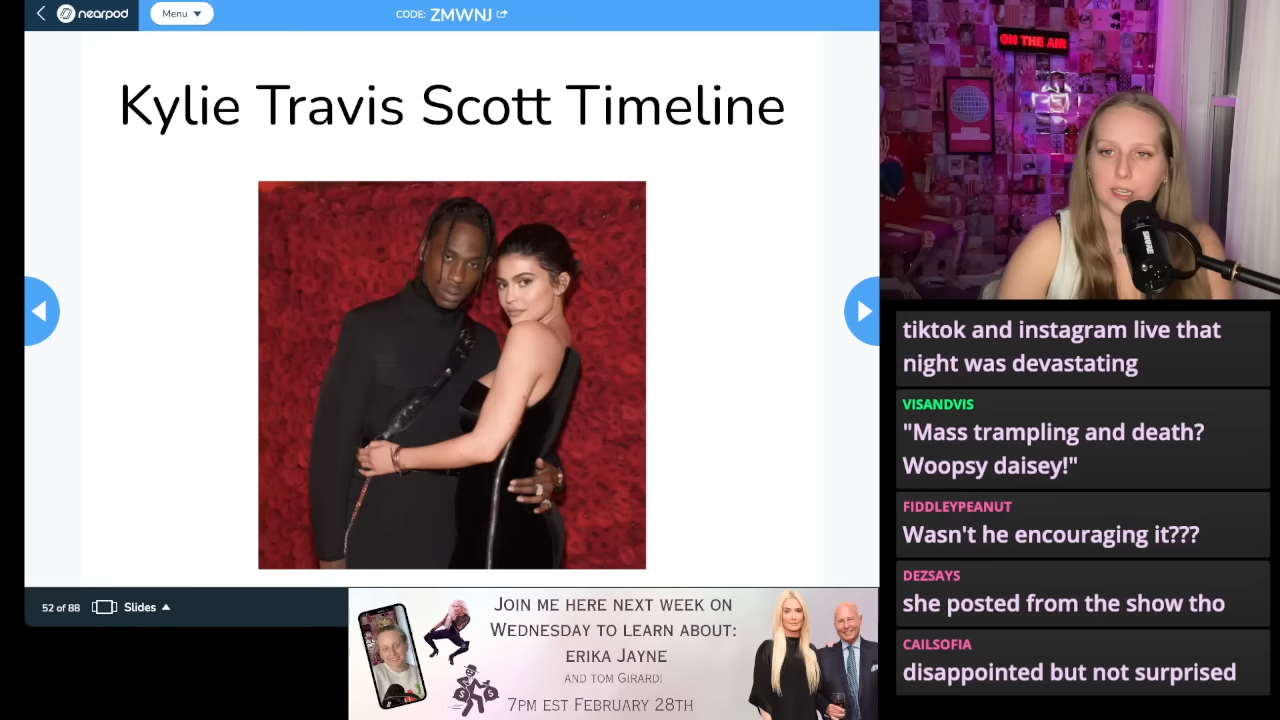 nearpod
Menu
CODE: ZMWNJ
Kylie Travis Scott Timeline
52 of 88
Slides
ON THE AIR
SHURE
tiktok and instagram live that
night was devastating
VISANDVIS
"Mass trampling and death?
Woopsy daisey!"
FIDDLEYPEANUT
Wasn't he encouraging it???
DEZSAYS
she posted from the show tho
CAILSOFIA
disappointed but not surprised
JOIN ME HERE NEXT WEEK ON
WEDNESDAY TO LEARN ABOUT:
ERIKA JAYNE
AND TOM GIRARDI
7PM EST FEBRUARY 28TH